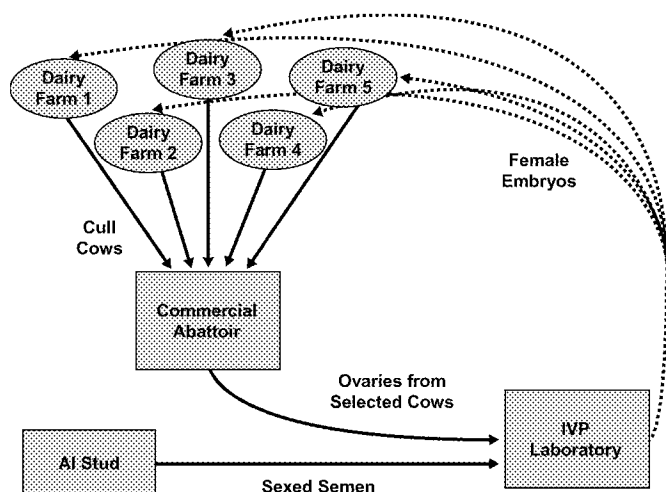 Dairy
Farm 1
Dairy
Farm 3
Dairy
Farm 5
Dairy
Farm 2
Dairy
Farm 4
Female
Embryos
Cull
Cows
Commercial
Abattoir
Ovaries from
Selected Cows
IVP
Laboratory
AI Stud
Sexed Semen